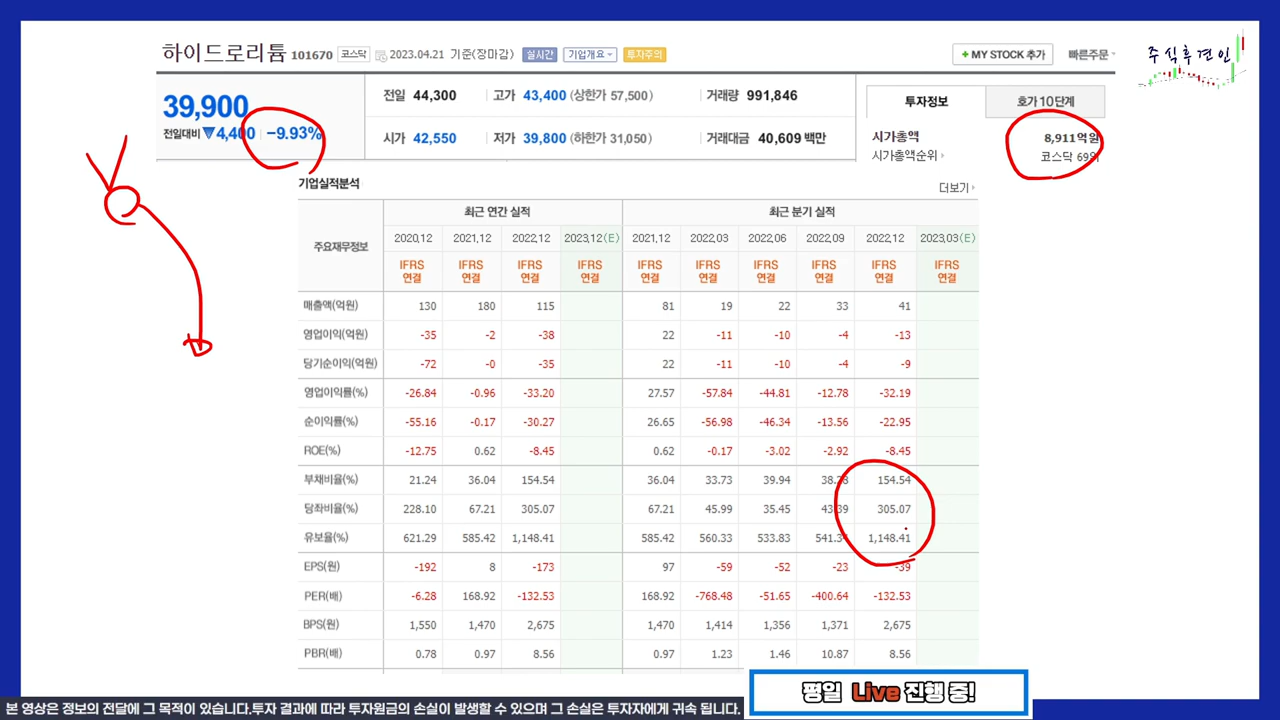 하이드로리튬 101670 코스닥 2023.04.21 기준(장마감) 실시간 기업개요 투자주의
+ MY STOCK 추가 빠른주문
주식후견인
39,900
전일대비 ▼4,400 -9.93%
전일 44,300 고가 43,400 (상한가 57,500) 거래량 991,846
시가 42,550 저가 39,800 (하한가 31,050) 거래대금 40,609 백만
투자정보 호가 10단계
시가총액 8,911억원
시가총액순위 코스닥 69위
기업실적분석 더보기
주요재무정보 최근 연간 실적 최근 분기 실적
2020.12 2021.12 2022.12 2023.12(E) 2021.12 2022.03 2022.06 2022.09 2022.12 2023.03(E)
IFRS IFRS IFRS IFRS IFRS IFRS IFRS IFRS IFRS IFRS
연결 연결 연결 연결 연결 연결 연결 연결 연결 연결
매출액(억원) 130 180 115 81 19 22 33 41
영업이익(억원) -35 -2 -38 22 -11 -10 -4 -13
당기순이익(억원) -72 -0 -35 22 -11 -10 -4 -9
영업이익률(%) -26.84 -0.96 -33.20 27.57 -57.84 -44.81 -12.78 -32.19
순이익률(%) -55.16 -0.17 -30.27 26.65 -56.98 -46.34 -13.56 -22.95
ROE(%) -12.75 0.62 -8.45 0.62 -0.17 -3.02 -2.92 -8.45
부채비율(%) 21.24 36.04 154.54 36.04 33.73 39.94 154.54
당좌비율(%) 228.10 67.21 305.07 67.21 45.99 35.45 305.07
유보율(%) 621.29 585.42 1,148.41 585.42 560.33 533.83 1,148.41
EPS(원) -192 8 -173 97 -59 -52 -23 -39
PER(배) -6.28 168.92 -132.53 168.92 -768.48 -51.65 -400.64 -132.53
BPS(원) 1,550 1,470 2,675 1,470 1,414 1,356 1,371 2,675
PBR(배) 0.78 0.97 8.56 0.97 1.23 1.46 10.87 8.56
평일 Live 진행 중!
본 영상은 정보의 전달에 그 목적이 있습니다.투자 결과에 따라 투자원금의 손실이 발생할 수 있으며 그 손실은 투자자에게 귀속 됩니다.